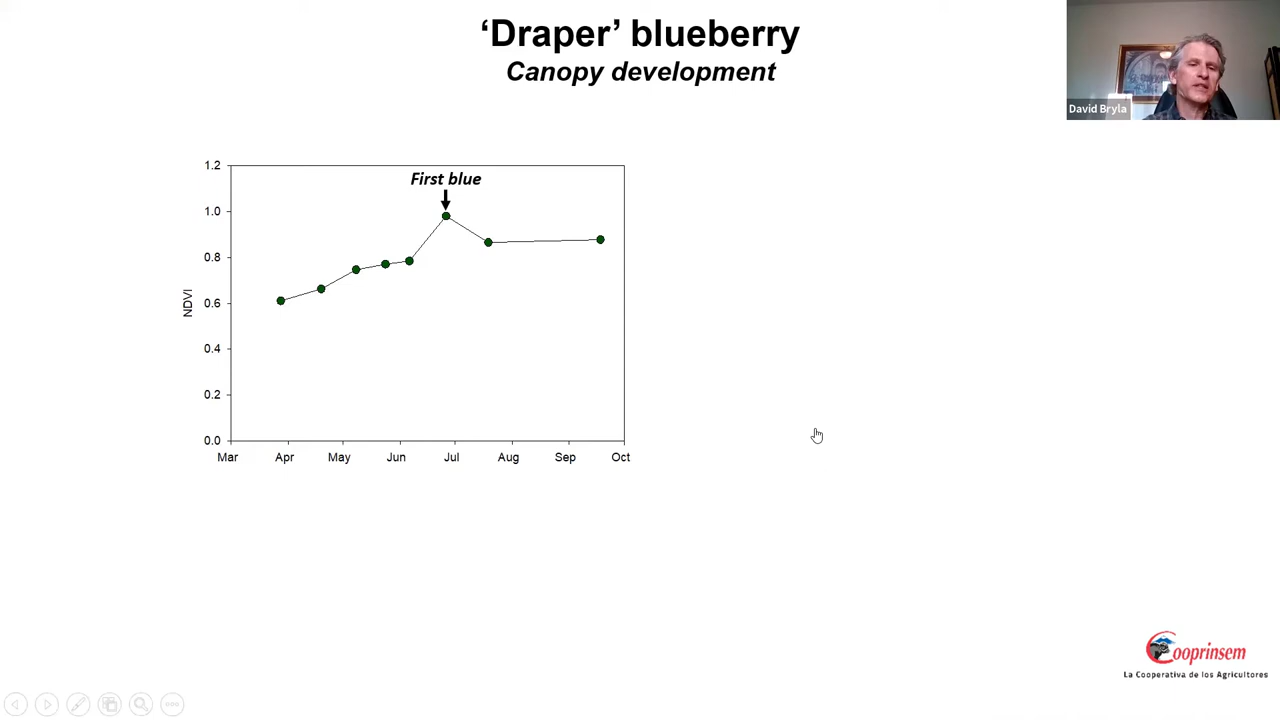 ‘Draper’ blueberry
Canopy development
David Bryla
1.2
First blue
1.0
0.8
0.6
0.4
0.2
0.0
NDVI
Mar Apr May Jun Jul Aug Sep Oct
Cooprinsem
La Cooperativa de los Agricultores